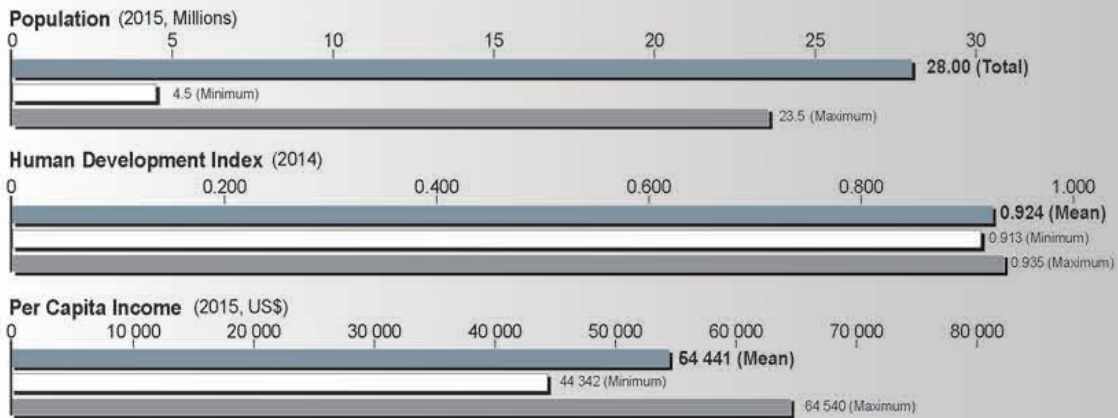 Population (2015, Millions)
0 5 10 15 20 25 30
28.00 (Total)
4.5 (Minimum)
23.5 (Maximum)
Human Development Index (2014)
0 0.200 0.400 0.600 0.800 1.000
0.924 (Mean)
0.913 (Minimum)
0.935 (Maximum)
Per Capita Income (2015, US$)
0 10 000 20 000 30 000 40 000 50 000 60 000 70 000 80 000
54 441 (Mean)
44 342 (Minimum)
64 540 (Maximum)